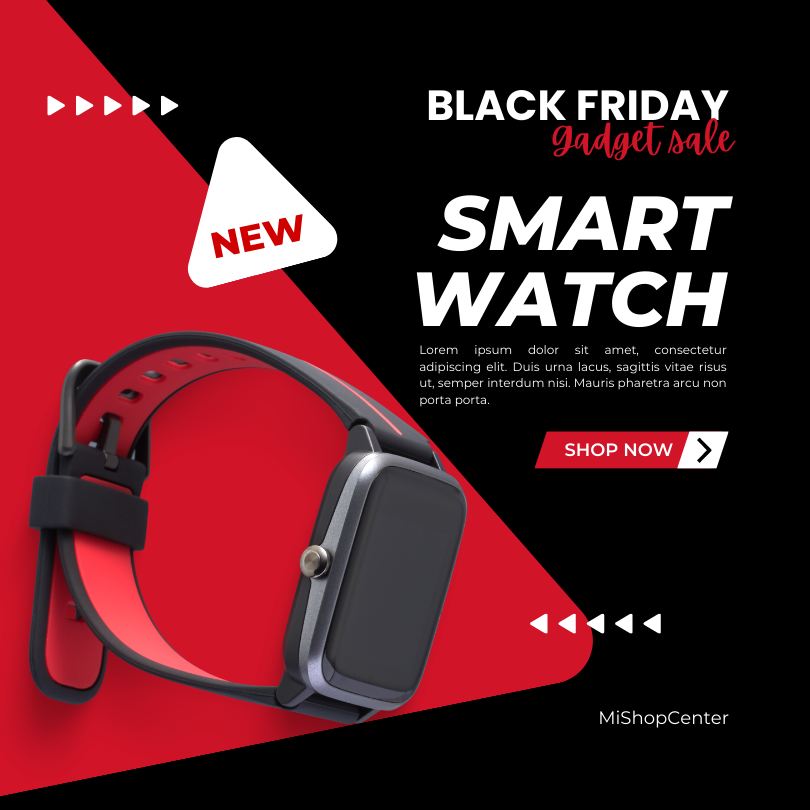 BLACK FRIDAY
gadget sale
NEW
SMART
WATCH
Lorem ipsum dolor sit amet, consectetur
adipiscing elit. Duis urna lacus, sagittis vitae risus
ut, semper interdum nisi. Mauris pharetra arcu non
porta porta.
SHOP NOW
MiShopCenter